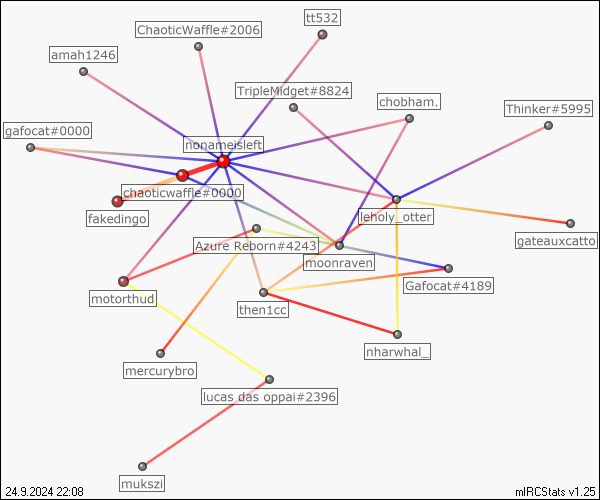 tt532
ChaoticWaffle#2006
amah1246
TripleMidget#8824
chobham.
Thinker#5995
gafocat#0000
nonameisleft
chaoticwaffle#0000
fakedingo
leholy_otter
gateauxcatto
Azure Reborn#4243
moonraven
Gafocat#4189
motorthud.
then1cc
nharwhal_
mercurybro
lucas das oppai#2396
mukszi
24.9.2024 22:08
mIRCStats v1.25